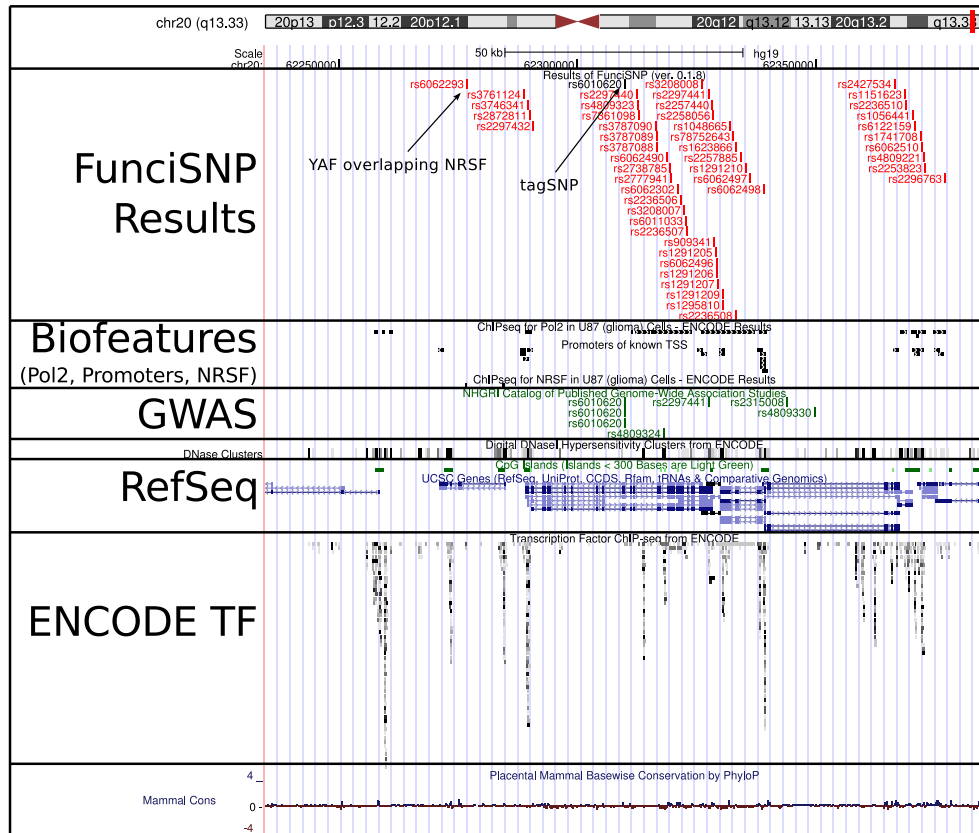 chr20 (q13.33)
20p13 p12.3 12.2 20p12.1 20q12 q13.12 13.13 20q13.2 q13.33
Scale 50 kb hg19
chr20: 62250000 62300000 62350000
Results of FunciSNP (ver. 0.1.8)
rs6062293 rs6010620 rs3208008 rs2427534
rs3761124 rs2297440 rs2297441 rs1151623
rs3746341 rs4809323 rs2257440 rs2236510
rs2872811 rs7361098 rs2258056 rs1056441
rs2297432 rs3787090 rs1048665 rs6122159
rs3787089 rs78752643 rs1741708
rs3787088 rs1623866 rs6062510
rs6062490 rs2257885 rs4809221
rs2738785 rs1291210 rs2253823
rs2777941 rs6062497 rs2296763
rs6062302 rs6062498
rs2236506
rs3208007
rs6011033
rs2236507
rs909341
rs1291205
rs6062496
rs1291206
rs1291207
rs1291209
rs1295810
rs2236508
YAF overlapping NRSF
tagSNP
FunciSNP
Results
Biofeatures
(Pol2, Promoters, NRSF)
ChIPseq for Pol2 in U87 (glioma) Cells - ENCODE Results
Promoters of known TSS
ChIPseq for NRSF in U87 (glioma) Cells - ENCODE Results
GWAS
NHGRI Catalog of Published Genome-Wide Association Studies
rs6010620 rs2297441 rs2315008
rs6010620 rs4809330
rs6010620
rs4809324
Digital DNaseI Hypersensitivity Clusters from ENCODE
DNase Clusters
RefSeq
CpG Islands (Islands < 300 Bases are Light Green)
UCSC Genes (RefSeq, UniProt, CCDS, Rfam, tRNAs & Comparative Genomics)
Transcription Factor ChIP-seq from ENCODE
ENCODE TF
Placental Mammal Basewise Conservation by PhyloP
4
Mammal Cons 0
-4